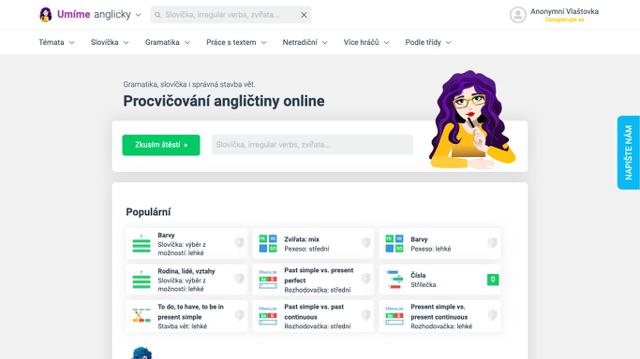 Umíme anglicky
Slovíčka, irregular verbs, zvířata...
Anonymní Vlaštovka
Zaregistrujte se
Témata
Slovíčka
Gramatika
Práce s textem
Netradiční
Více hráčů
Podle třídy
Gramatika, slovíčka i správná stavba vět.
Procvičování angličtiny online
Zkusím štěstí »
Slovíčka, irregular verbs, zvířata...
NAPIŠTE NÁM
Populární
Barvy
Slovíčka: výběr z
možností: lehké
Zvířata: mix
Pexeso: střední
Barvy
Pexeso: lehké
Rodina, lidé, vztahy
Slovíčka: výběr z
možností: lehké
Past simple vs. present
perfect
Rozhodovačka: střední
Čísla
Střílečka
0
To do, to have, to be in
present simple
Stavba vět: lehké
Past simple vs. past
continuous
Rozhodovačka: střední
Present simple vs.
present continuous
Rozhodovačka: lehké